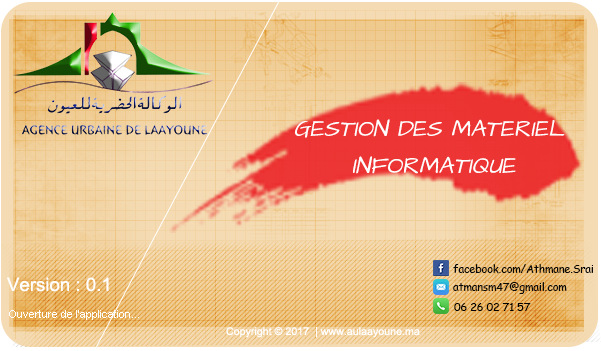 الوكالة الحضرية للعيون
AGENCE URBAINE DE LAAYOUNE
GESTION DES MATERIEL
INFORMATIQUE
Version : 0.1
Ouverture de l'application...
facebook.com/Athmane.Srai
atmansm47@gmail.com
06 26 02 71 57
Copyright © 2017 | www.aulaayoune.ma